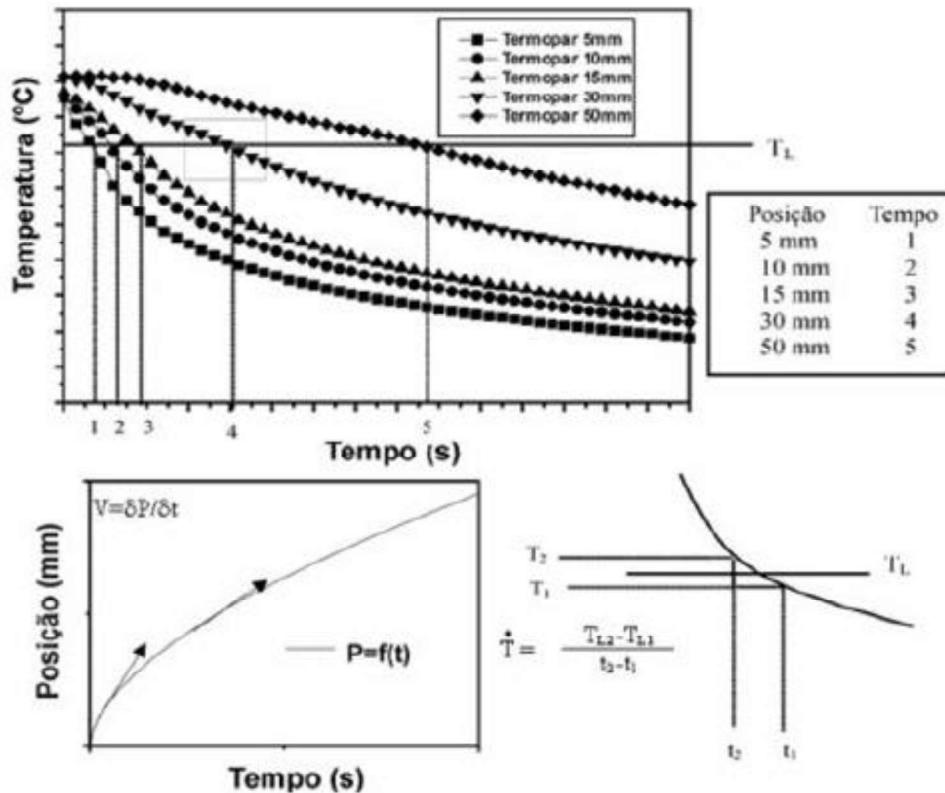 Temperatura (ºC)
Termopar 5mm
Termopar 10mm
Termopar 15mm
Termopar 30mm
Termopar 50mm
T_L
1 2 3 4 5
Tempo (s)
Posição Tempo
5 mm 1
10 mm 2
15 mm 3
30 mm 4
50 mm 5
V=δP/δt
Posição (mm)
P=f(t)
Tempo (s)
T₂
T_L
T₁
Ṫ = (T_L2-T_L1)/(t₂-t₁)
t₂ t₁